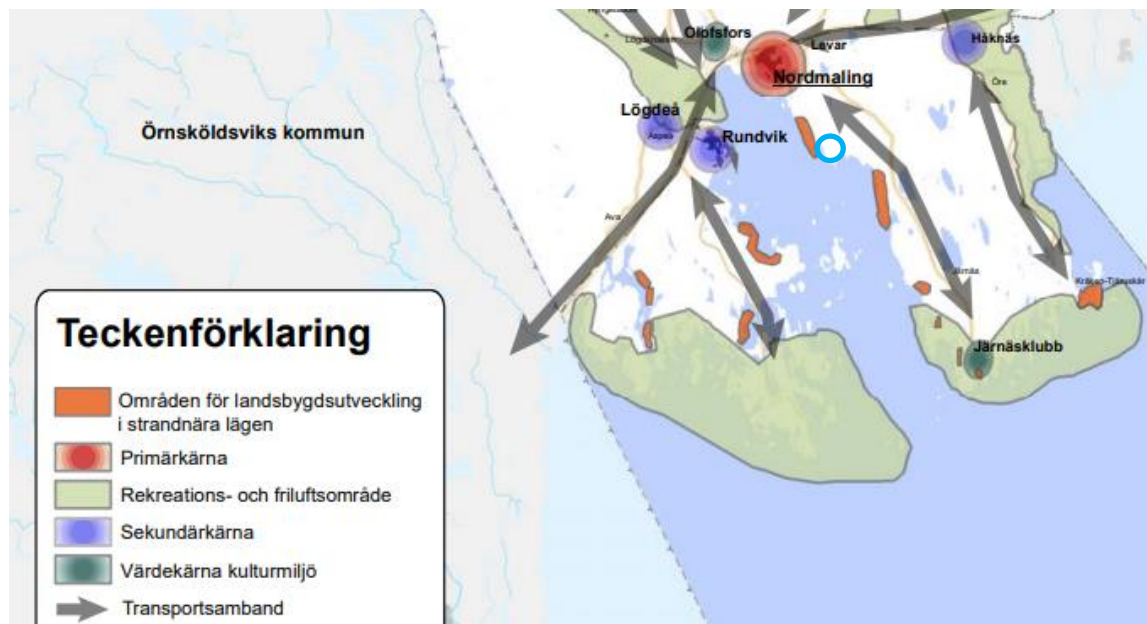 Olofsfors
Levar
Håknäs
Nordmaling
Öre
Lögdeå
Örnsköldsviks kommun
Rundvik
Ava
Järnäs
Järnäsklubb
Teckenförklaring
Områden för landsbygdsutveckling
i strandnära lägen
Primärkärna
Rekreations- och friluftsområde
Sekundärkärna
Värdekärna kulturmiljö
Transportsamband